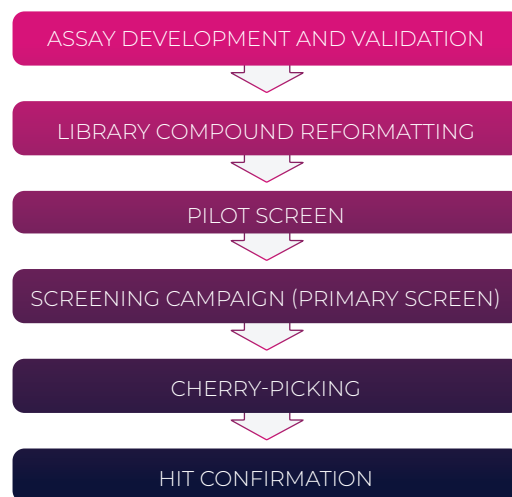 ASSAY DEVELOPMENT AND VALIDATION
LIBRARY COMPOUND REFORMATTING
PILOT SCREEN
SCREENING CAMPAIGN (PRIMARY SCREEN)
CHERRY-PICKING
HIT CONFIRMATION